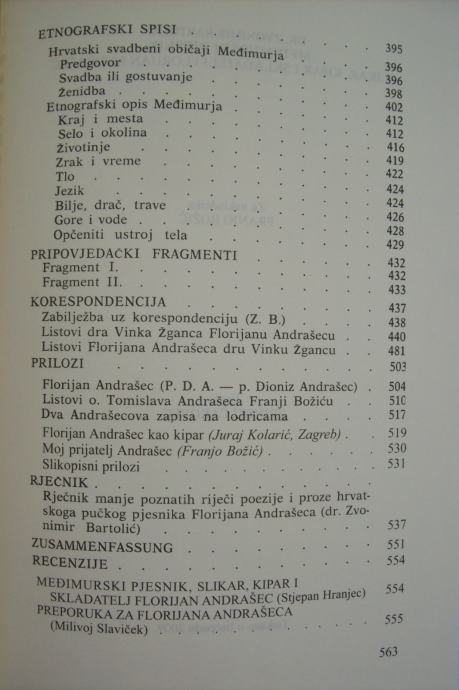 ETNOGRAFSKI SPISI . . . . . . 395
Hrvatski svadbeni običaji Međimurja . . . 396
Predgovor . . . . . . . 396
Svadba ili gostuvanje . . . . . 398
Ženidba . . . . . . . . 402
Etnografski opis Međimurja . . . . . 412
Kraj i mesta . . . . . . . 412
Selo i okolina . . . . . . . 416
Životinje . . . . . . . . 419
Zrak i vreme . . . . . . . 422
Tlo . . . . . . . . . 424
Jezik . . . . . . . . . 424
Bilje, drač, trave . . . . . . 426
Gore i vode . . . . . . . . 428
Općeniti ustroj tela . . . . . . 429
PRIPOVJEDAČKI FRAGMENTI . . . . . 432
Fragment I. . . . . . . . . 432
Fragment II. . . . . . . . . 433
KORESPONDENCIJA . . . . . . . 437
Zabilježba uz korespondenciju (Z. B.) . . . . 438
Listovi dra Vinka Žganca Florijanu Andrašecu . . 440
Listovi Florijana Andrašeca dru Vinku Žgancu . . 481
PRILOZI . . . . . . . . . 503
Florijan Andrašec (P. D. A. — p. Dioniz Andrašec) . 504
Listovi o. Tomislava Andrašeca Franji Božiću . . 510
Dva Andrašecova zapisa na lodricama . . . . 517
Florijan Andrašec kao kipar (Juraj Kolarić, Zagreb) . . 519
Moj prijatelj Andrašec (Franjo Božić) . . . . 530
Slikopisni prilozi . . . . . . . 531
RJEČNIK . . . . . . . . .
Rječnik manje poznatih riječi poezije i proze hrvat-
skoga pučkog pjesnika Florijana Andrašeca (dr. Zvo-
nimir Bartolić) . . . . . . . 537
ZUSAMMENFASSUNG . . . . . . . 551
RECENZIJE . . . . . . . . . 554
MEĐIMURSKI PJESNIK, SLIKAR, KIPAR I
SKLADATELJ FLORIJAN ANDRAŠEC (Stjepan Hranjec) 554
PREPORUKA ZA FLORIJANA ANDRAŠECA
(Milivoj Slaviček) . . . . . . . . 555
563